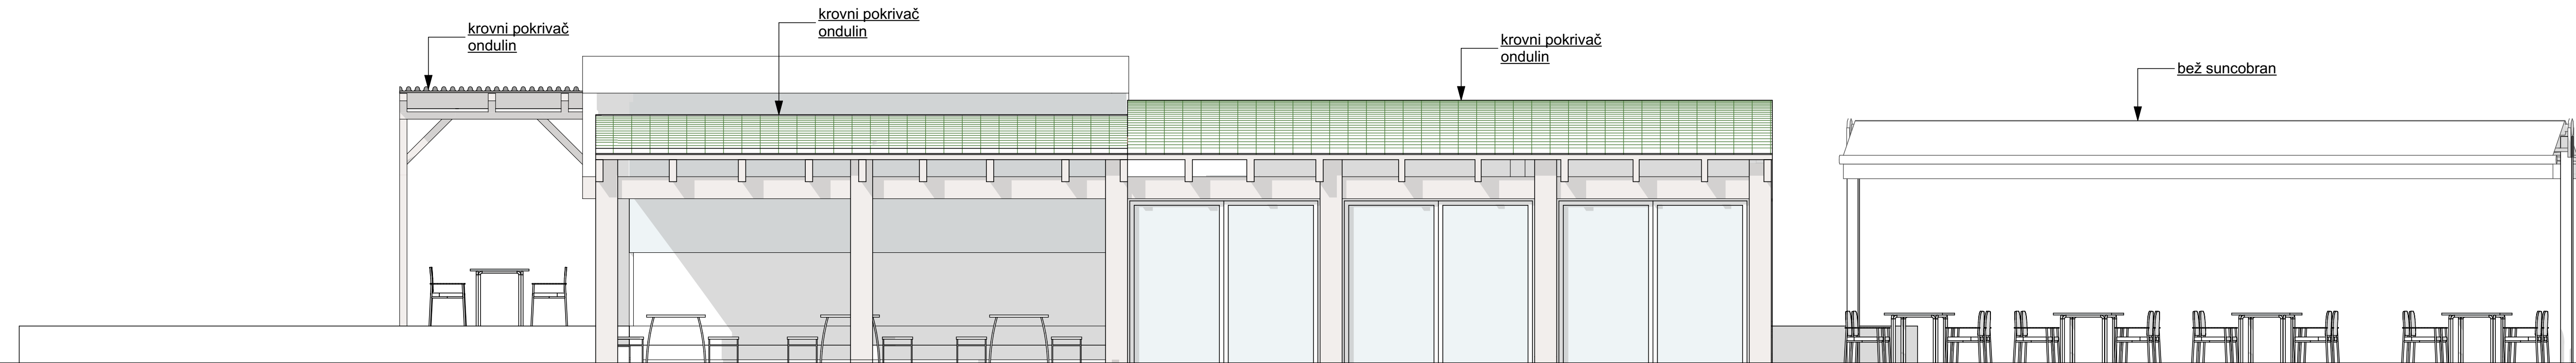 krovni pokrivač
ondulin
krovni pokrivač
ondulin
krovni pokrivač
ondulin
bež suncobran